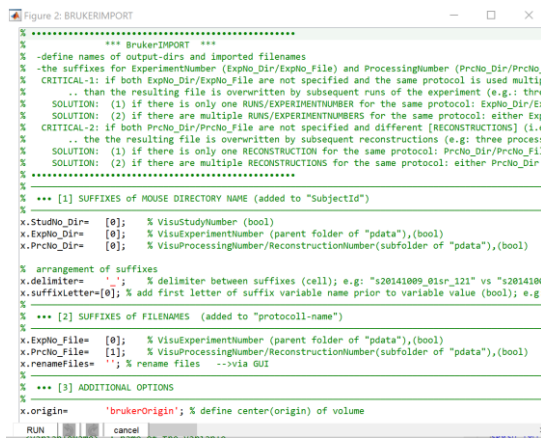 Figure 2: BRUKERIMPORT
% •••••••••••••••••••••••••••••••••••••••••••••••••••
% *** BrukerIMPORT ***
% -define names of output-dirs and imported filenames
% -the suffixes for ExperimentNumber (ExpNo_Dir/ExpNo_File) and ProcessingNumber (PrcNo_Dir/PrcNo_
% CRITICAL-1: if both ExpNo_Dir/ExpNo_File are not specified and the same protocol is used multip
% .. than the resulting file is overwritten by subsequent runs of the experiment (e.g.: thre
% SOLUTION: (1) if there is only one RUNS/EXPERIMENTNUMBER for the same protocol: ExpNo_Dir/E
% SOLUTION: (2) if there are multiple RUNS/EXPERIMENTNUMBERS for the same protocol: either Exp
% CRITICAL-2: if both PrcNo_Dir/PrcNo_File are not specified and different [RECONSTRUCTIONS] (i.e
% .. the the resulting file is overwritten by subsequent reconstructions (e.g: three process
% SOLUTION: (1) if there is only one RECONSTRUCTION for the same protocol: PrcNo_Dir/PrcNo_Fil
% SOLUTION: (2) if there are multiple RECONSTRUCTIONS for the same protocol: either PrcNo_Dir
% •••••••••••••••••••••••••••••••••••••••••••••••••••
%
% ••• [1] SUFFIXES of MOUSE DIRECTORY NAME (added to "SubjectId")
%
x.StudNo_Dir= [0]; % VisuStudyNumber (bool)
x.ExpNo_Dir= [0]; % VisuExperimentNumber (parent folder of "pdata"),(bool)
x.PrcNo_Dir= [0]; % VisuProcessingNumber/ReconstructionNumber(subfolder of "pdata"),(bool)
% arrangement of suffixes
x.delimiter= '_'; % delimiter between suffixes (cell); e.g: "s20141009_01sr_121" vs "s2014100
x.suffixLetter=[0]; % add first letter of suffix variable name prior to variable value (bool); e.g
%
% ••• [2] SUFFIXES of FILENAMES (added to "protocoll-name")
%
x.ExpNo_File= [0]; % VisuExperimentNumber (parent folder of "pdata"),(bool)
x.PrcNo_File= [1]; % VisuProcessingNumber/ReconstructionNumber(subfolder of "pdata"),(bool)
x.renameFiles= ''; % rename files -->via GUI
%
% ••• [3] ADDITIONAL OPTIONS
%
x.origin= 'brukerOrigin'; % define center(origin) of volume
RUN cancel